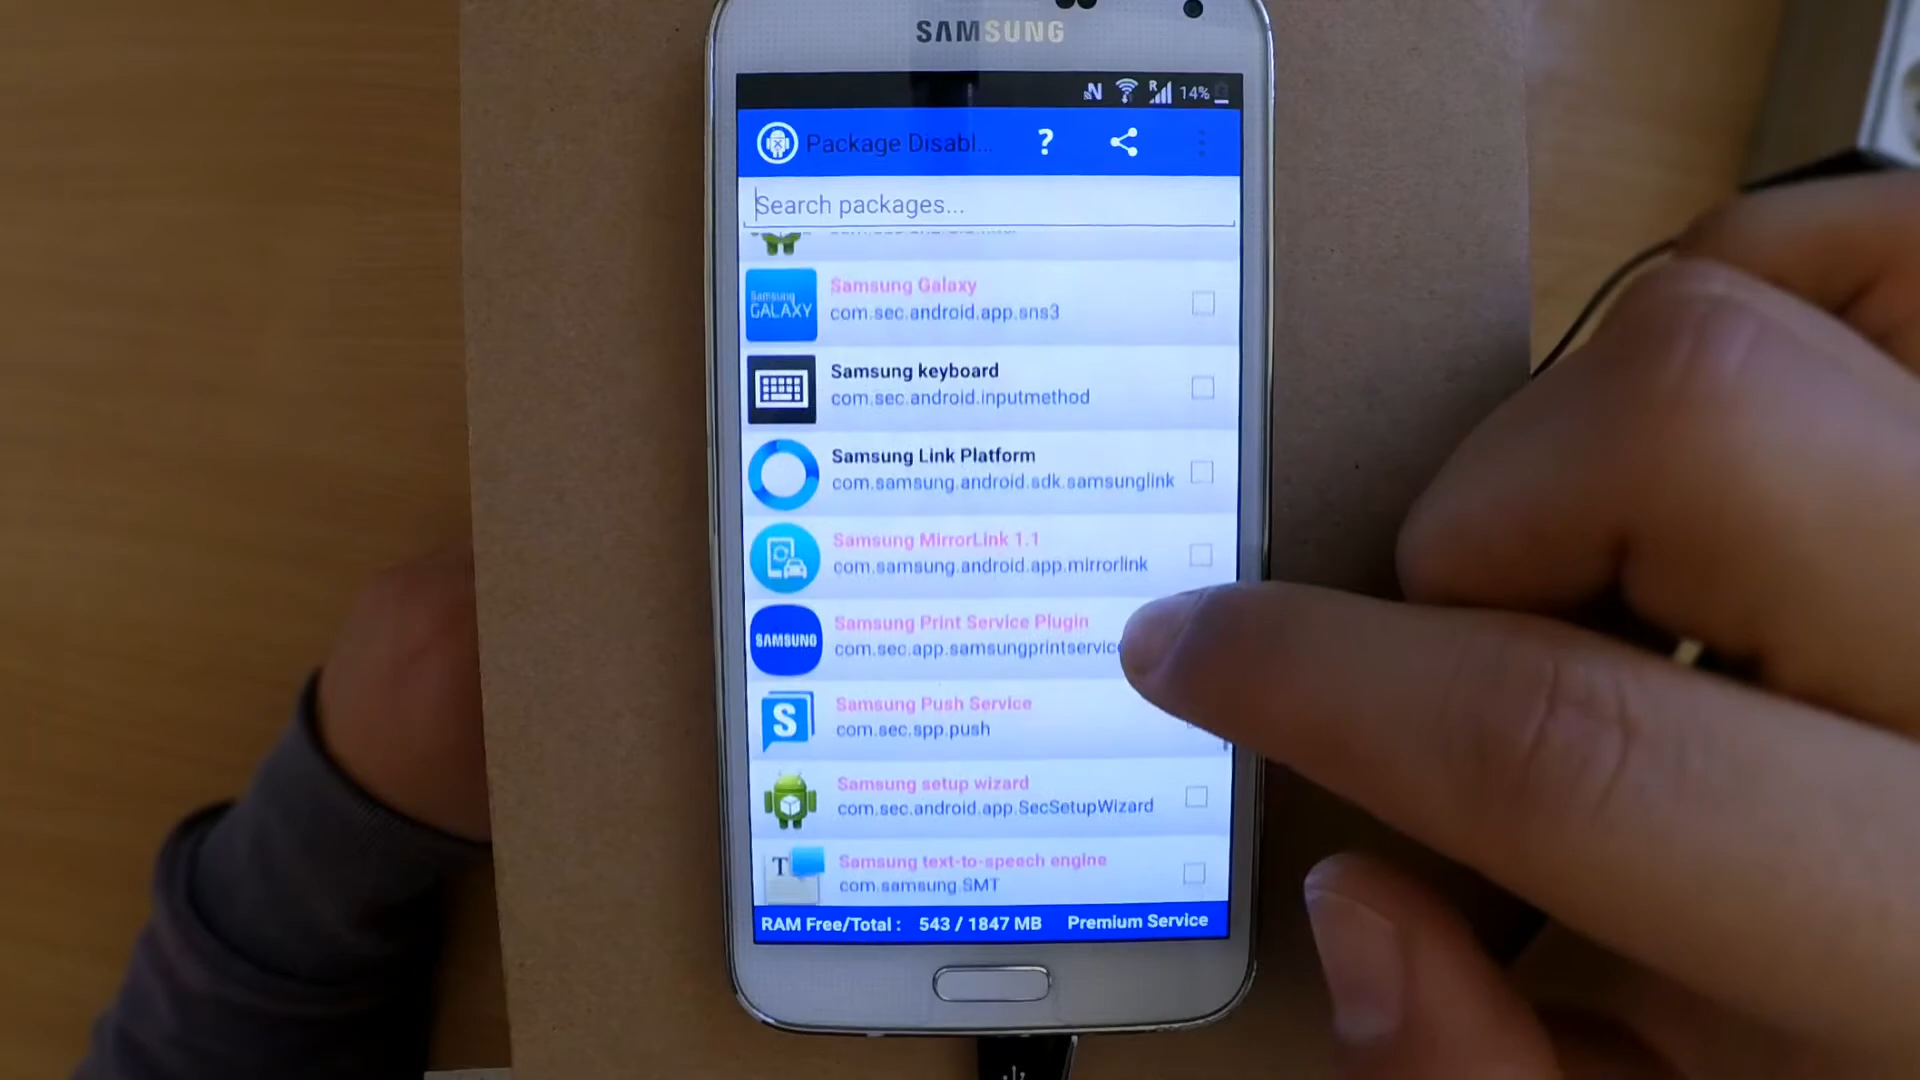 SAMSUNG
N R 14%
Package Disabl... ?
Search packages...
Samsung GALAXY
Samsung Galaxy
com.sec.android.app.sns3
Samsung keyboard
com.sec.android.inputmethod
Samsung Link Platform
com.samsung.android.sdk.samsunglink
Samsung MirrorLink 1.1
com.samsung.android.app.mirrorlink
SAMSUNG
Samsung Print Service Plugin
com.sec.app.samsungprintservice
S
Samsung Push Service
com.sec.spp.push
Samsung setup wizard
com.sec.android.app.SecSetupWizard
T
Samsung text-to-speech engine
com.samsung.SMT
RAM Free/Total : 543 / 1847 MB Premium Service